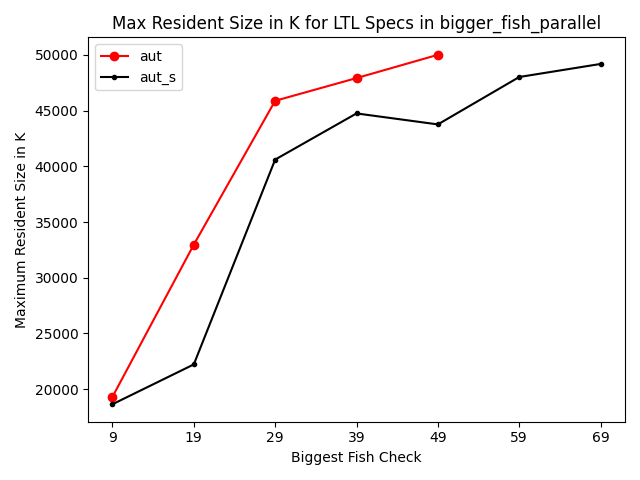 Max Resident Size in K for LTL Specs in bigger_fish_parallel
aut
aut_s
Maximum Resident Size in K
50000
45000
40000
35000
30000
25000
20000
9 19 29 39 49 59 69
Biggest Fish Check